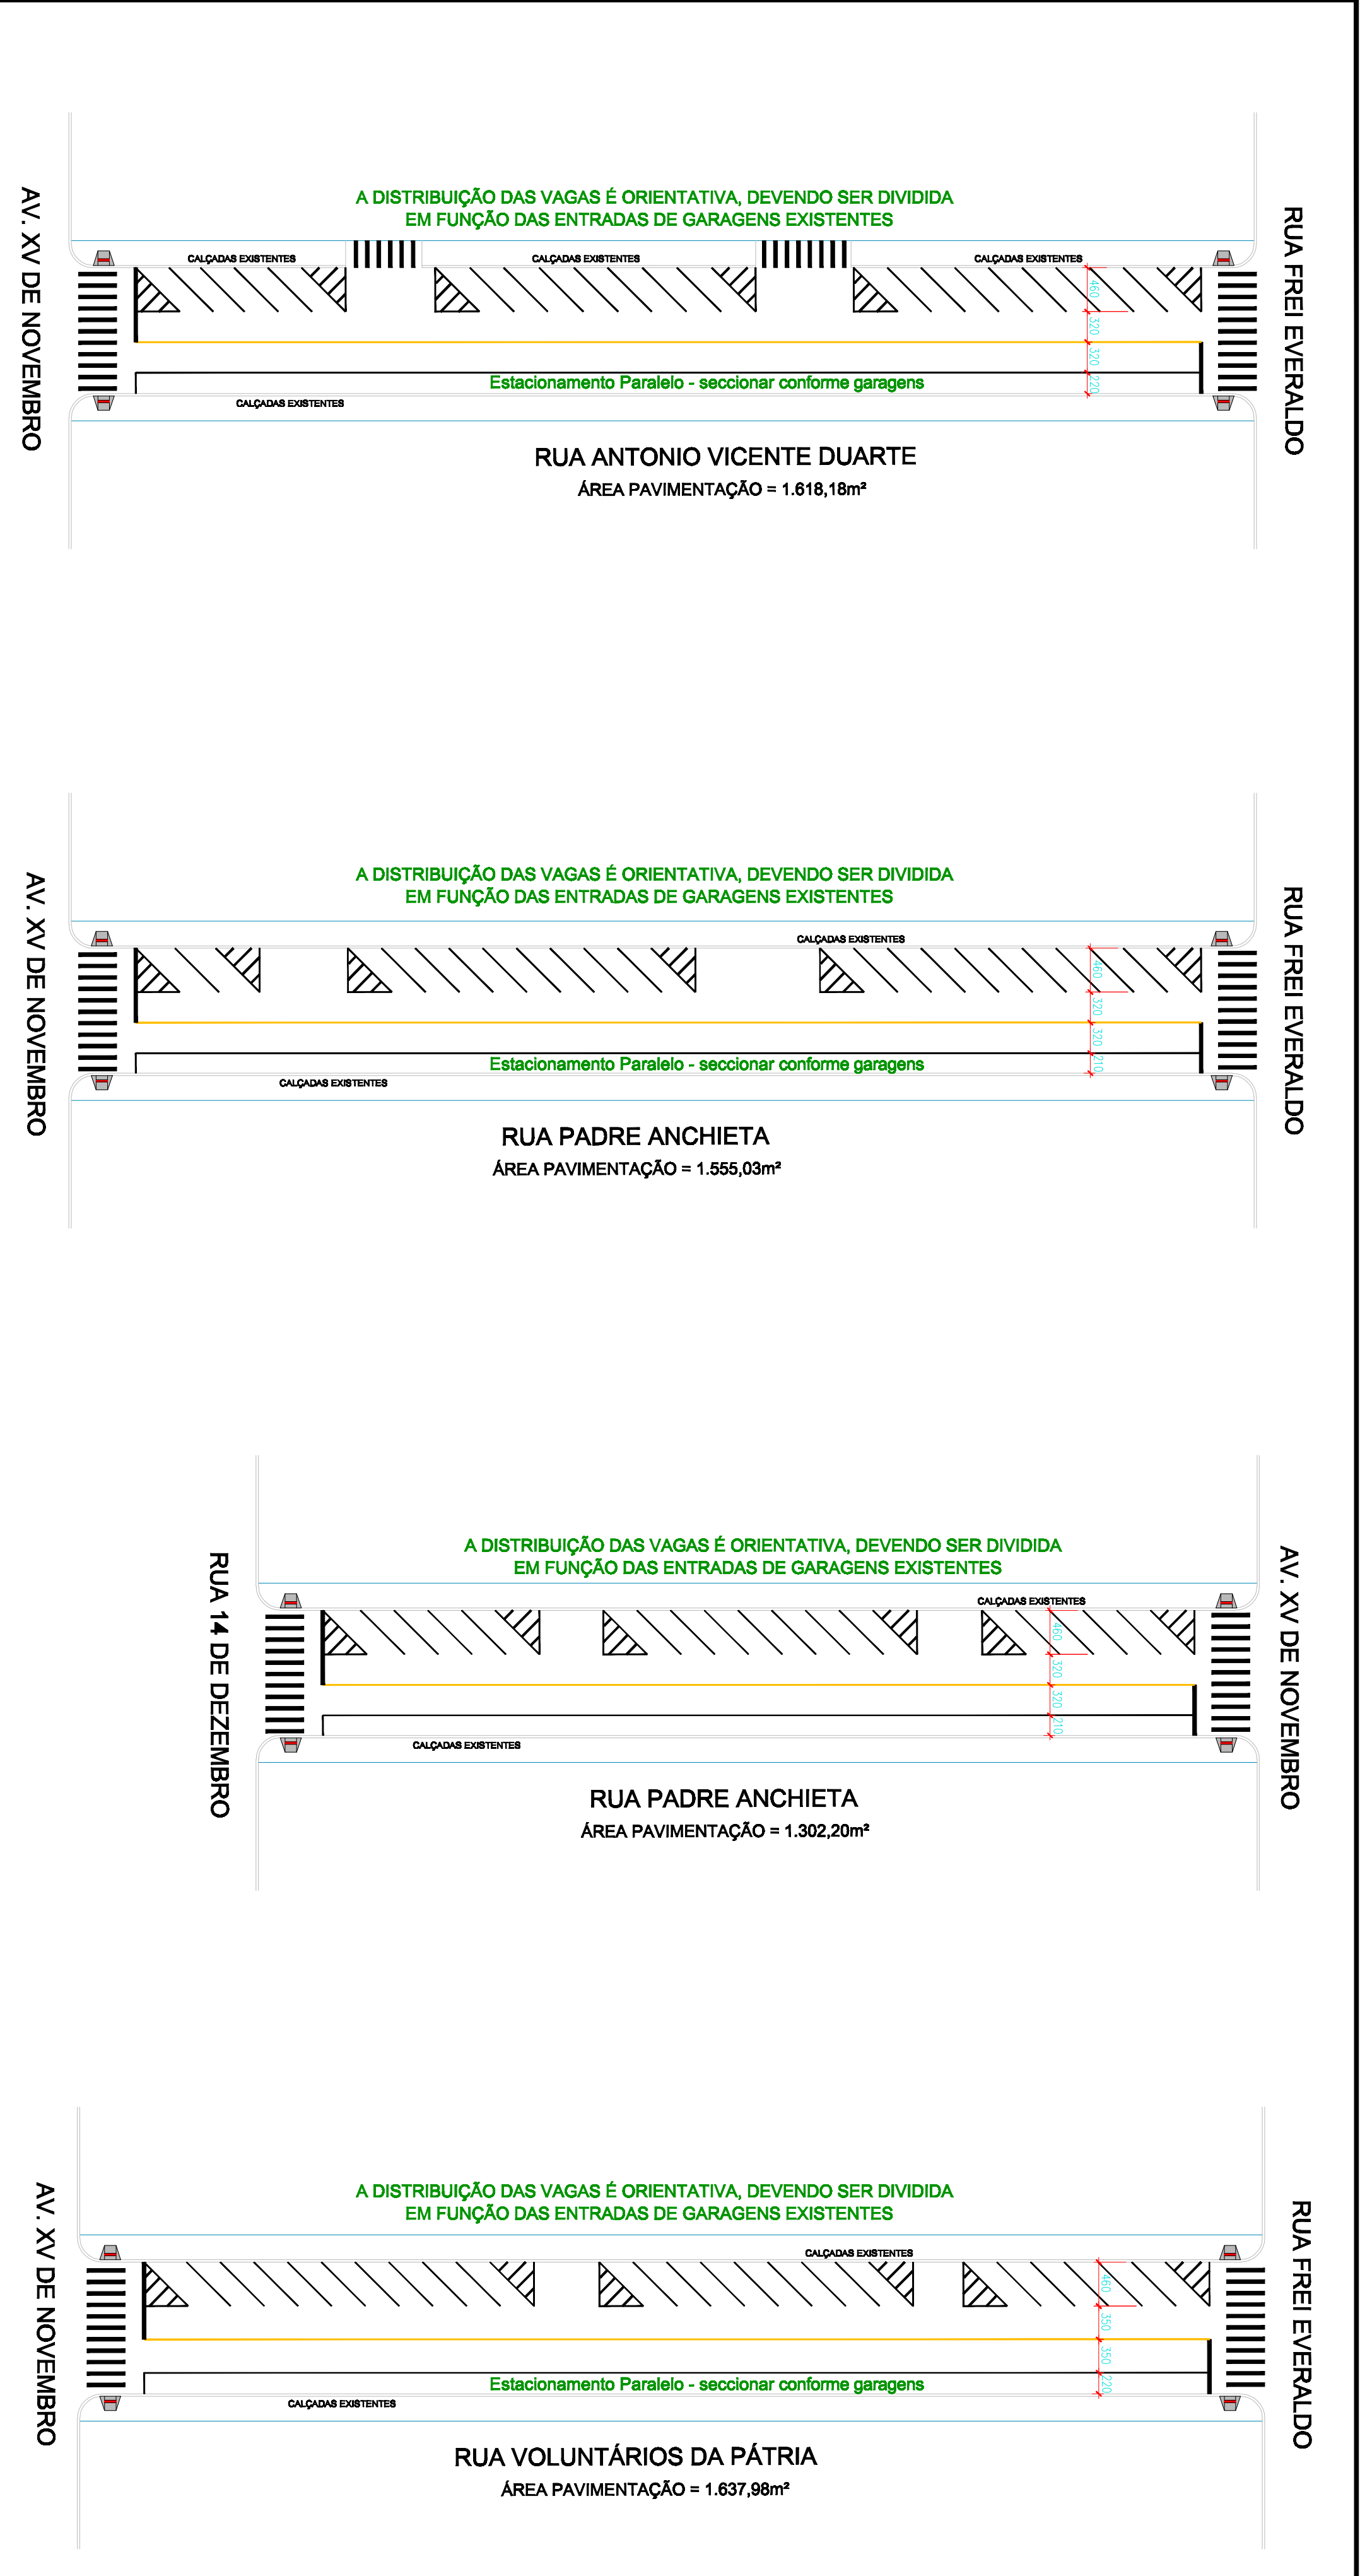 A DISTRIBUIÇÃO DAS VAGAS É ORIENTATIVA, DEVENDO SER DIVIDIDA
EM FUNÇÃO DAS ENTRADAS DE GARAGENS EXISTENTES
AV. XV DE NOVEMBRO
RUA FREI EVERALDO
CALÇADAS EXISTENTES
CALÇADAS EXISTENTES
CALÇADAS EXISTENTES
460
320
320
220
Estacionamento Paralelo - seccionar conforme garagens
CALÇADAS EXISTENTES
RUA ANTONIO VICENTE DUARTE
ÁREA PAVIMENTAÇÃO = 1.618,18m²
A DISTRIBUIÇÃO DAS VAGAS É ORIENTATIVA, DEVENDO SER DIVIDIDA
EM FUNÇÃO DAS ENTRADAS DE GARAGENS EXISTENTES
AV. XV DE NOVEMBRO
RUA FREI EVERALDO
CALÇADAS EXISTENTES
460
320
320
210
Estacionamento Paralelo - seccionar conforme garagens
CALÇADAS EXISTENTES
RUA PADRE ANCHIETA
ÁREA PAVIMENTAÇÃO = 1.555,03m²
A DISTRIBUIÇÃO DAS VAGAS É ORIENTATIVA, DEVENDO SER DIVIDIDA
EM FUNÇÃO DAS ENTRADAS DE GARAGENS EXISTENTES
RUA 14 DE DEZEMBRO
AV. XV DE NOVEMBRO
CALÇADAS EXISTENTES
460
320
320
210
CALÇADAS EXISTENTES
RUA PADRE ANCHIETA
ÁREA PAVIMENTAÇÃO = 1.302,20m²
A DISTRIBUIÇÃO DAS VAGAS É ORIENTATIVA, DEVENDO SER DIVIDIDA
EM FUNÇÃO DAS ENTRADAS DE GARAGENS EXISTENTES
AV. XV DE NOVEMBRO
RUA FREI EVERALDO
CALÇADAS EXISTENTES
460
350
350
220
Estacionamento Paralelo - seccionar conforme garagens
CALÇADAS EXISTENTES
RUA VOLUNTÁRIOS DA PÁTRIA
ÁREA PAVIMENTAÇÃO = 1.637,98m²